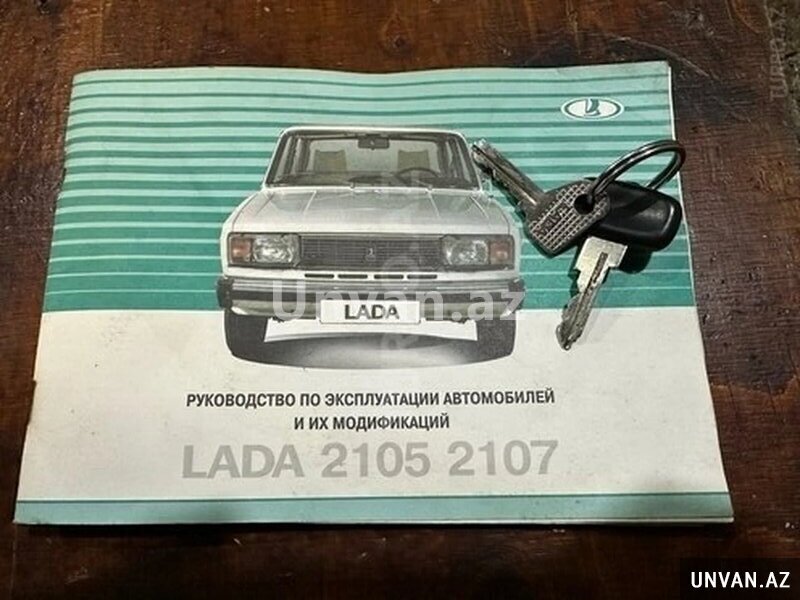 Unvan.az
LADA
РУКОВОДСТВО ПО ЭКСПЛУАТАЦИИ АВТОМОБИЛЕЙ
И ИХ МОДИФИКАЦИЙ
LADA 2105 2107
UNVAN.AZ